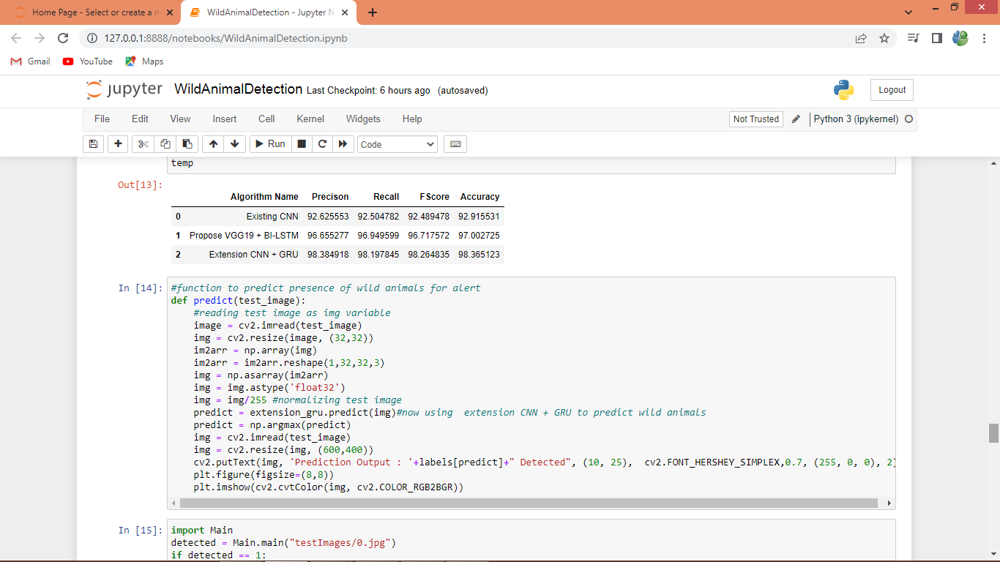 Home Page - Select or create a n
WildAnimalDetection - Jupyter N
127.0.0.1:8888/notebooks/WildAnimalDetection.ipynb
Gmail YouTube Maps
jupyter WildAnimalDetection Last Checkpoint: 6 hours ago (autosaved)
Logout
File Edit View Insert Cell Kernel Widgets Help
Not Trusted Python 3 (ipykernel)
Run Code
temp
Out[13]:
Algorithm Name Precison Recall FScore Accuracy
0 Existing CNN 92.625553 92.504782 92.489478 92.915531
1 Propose VGG19 + BI-LSTM 96.655277 96.949599 96.717572 97.002725
2 Extension CNN + GRU 98.384918 98.197845 98.264835 98.365123
In [14]: #function to predict presence of wild animals for alert
def predict(test_image):
    #reading test image as img variable
    image = cv2.imread(test_image)
    img = cv2.resize(image, (32,32))
    im2arr = np.array(img)
    im2arr = im2arr.reshape(1,32,32,3)
    img = np.asarray(im2arr)
    img = img.astype('float32')
    img = img/255 #normalizing test image
    predict = extension_gru.predict(img)#now using  extension CNN + GRU to predict wild animals
    predict = np.argmax(predict)
    img = cv2.imread(test_image)
    img = cv2.resize(img, (600,400))
    cv2.putText(img, 'Prediction Output : '+labels[predict]+" Detected", (10, 25),  cv2.FONT_HERSHEY_SIMPLEX,0.7, (255, 0, 0), 2)
    plt.figure(figsize=(8,8))
    plt.imshow(cv2.cvtColor(img, cv2.COLOR_RGB2BGR))
In [15]: import Main
detected = Main.main("testImages/0.jpg")
if detected == 1: